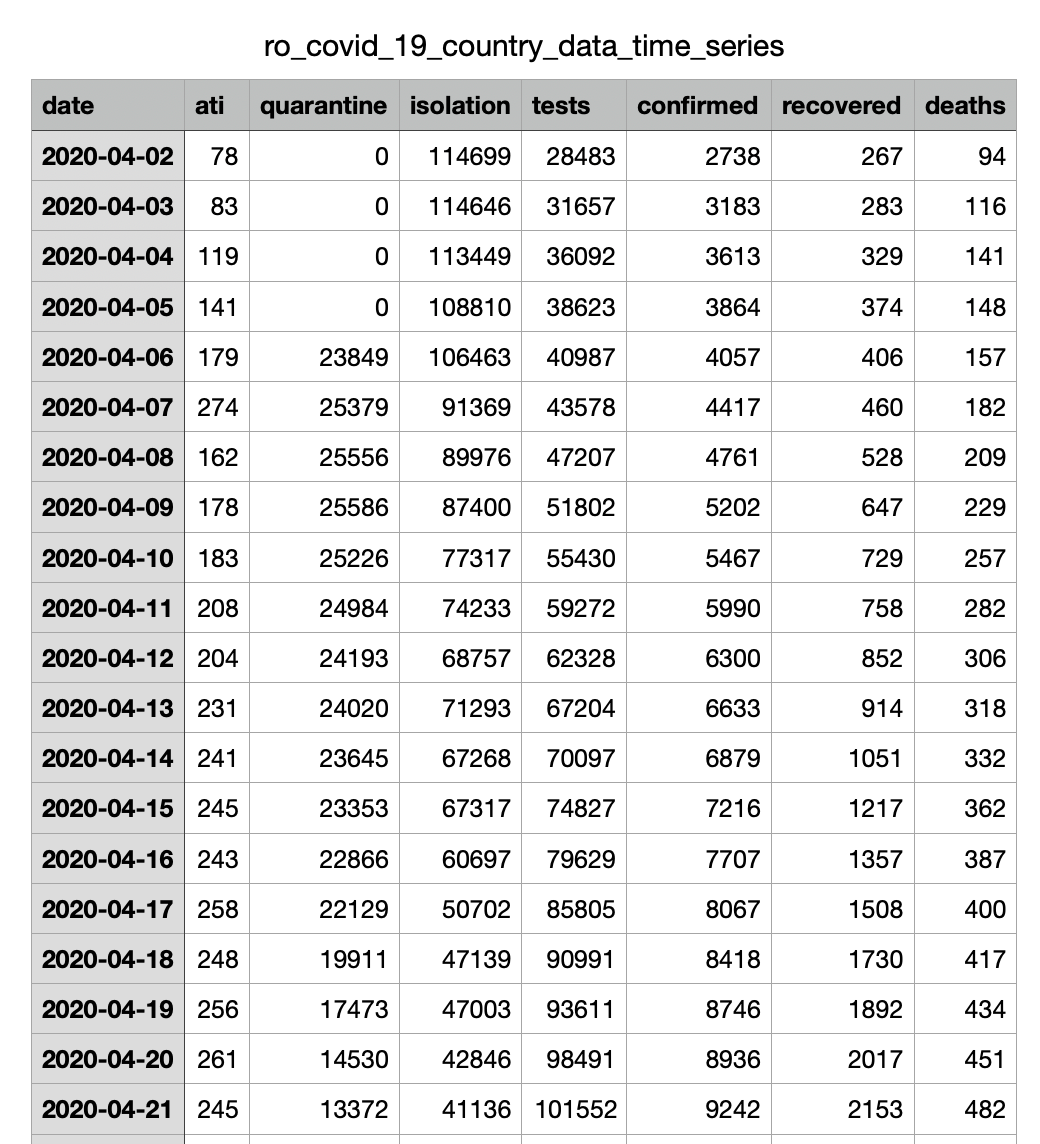 ro_covid_19_country_data_time_series
date ati quarantine isolation tests confirmed recovered deaths
2020-04-02 78 0 114699 28483 2738 267 94
2020-04-03 83 0 114646 31657 3183 283 116
2020-04-04 119 0 113449 36092 3613 329 141
2020-04-05 141 0 108810 38623 3864 374 148
2020-04-06 179 23849 106463 40987 4057 406 157
2020-04-07 274 25379 91369 43578 4417 460 182
2020-04-08 162 25556 89976 47207 4761 528 209
2020-04-09 178 25586 87400 51802 5202 647 229
2020-04-10 183 25226 77317 55430 5467 729 257
2020-04-11 208 24984 74233 59272 5990 758 282
2020-04-12 204 24193 68757 62328 6300 852 306
2020-04-13 231 24020 71293 67204 6633 914 318
2020-04-14 241 23645 67268 70097 6879 1051 332
2020-04-15 245 23353 67317 74827 7216 1217 362
2020-04-16 243 22866 60697 79629 7707 1357 387
2020-04-17 258 22129 50702 85805 8067 1508 400
2020-04-18 248 19911 47139 90991 8418 1730 417
2020-04-19 256 17473 47003 93611 8746 1892 434
2020-04-20 261 14530 42846 98491 8936 2017 451
2020-04-21 245 13372 41136 101552 9242 2153 482